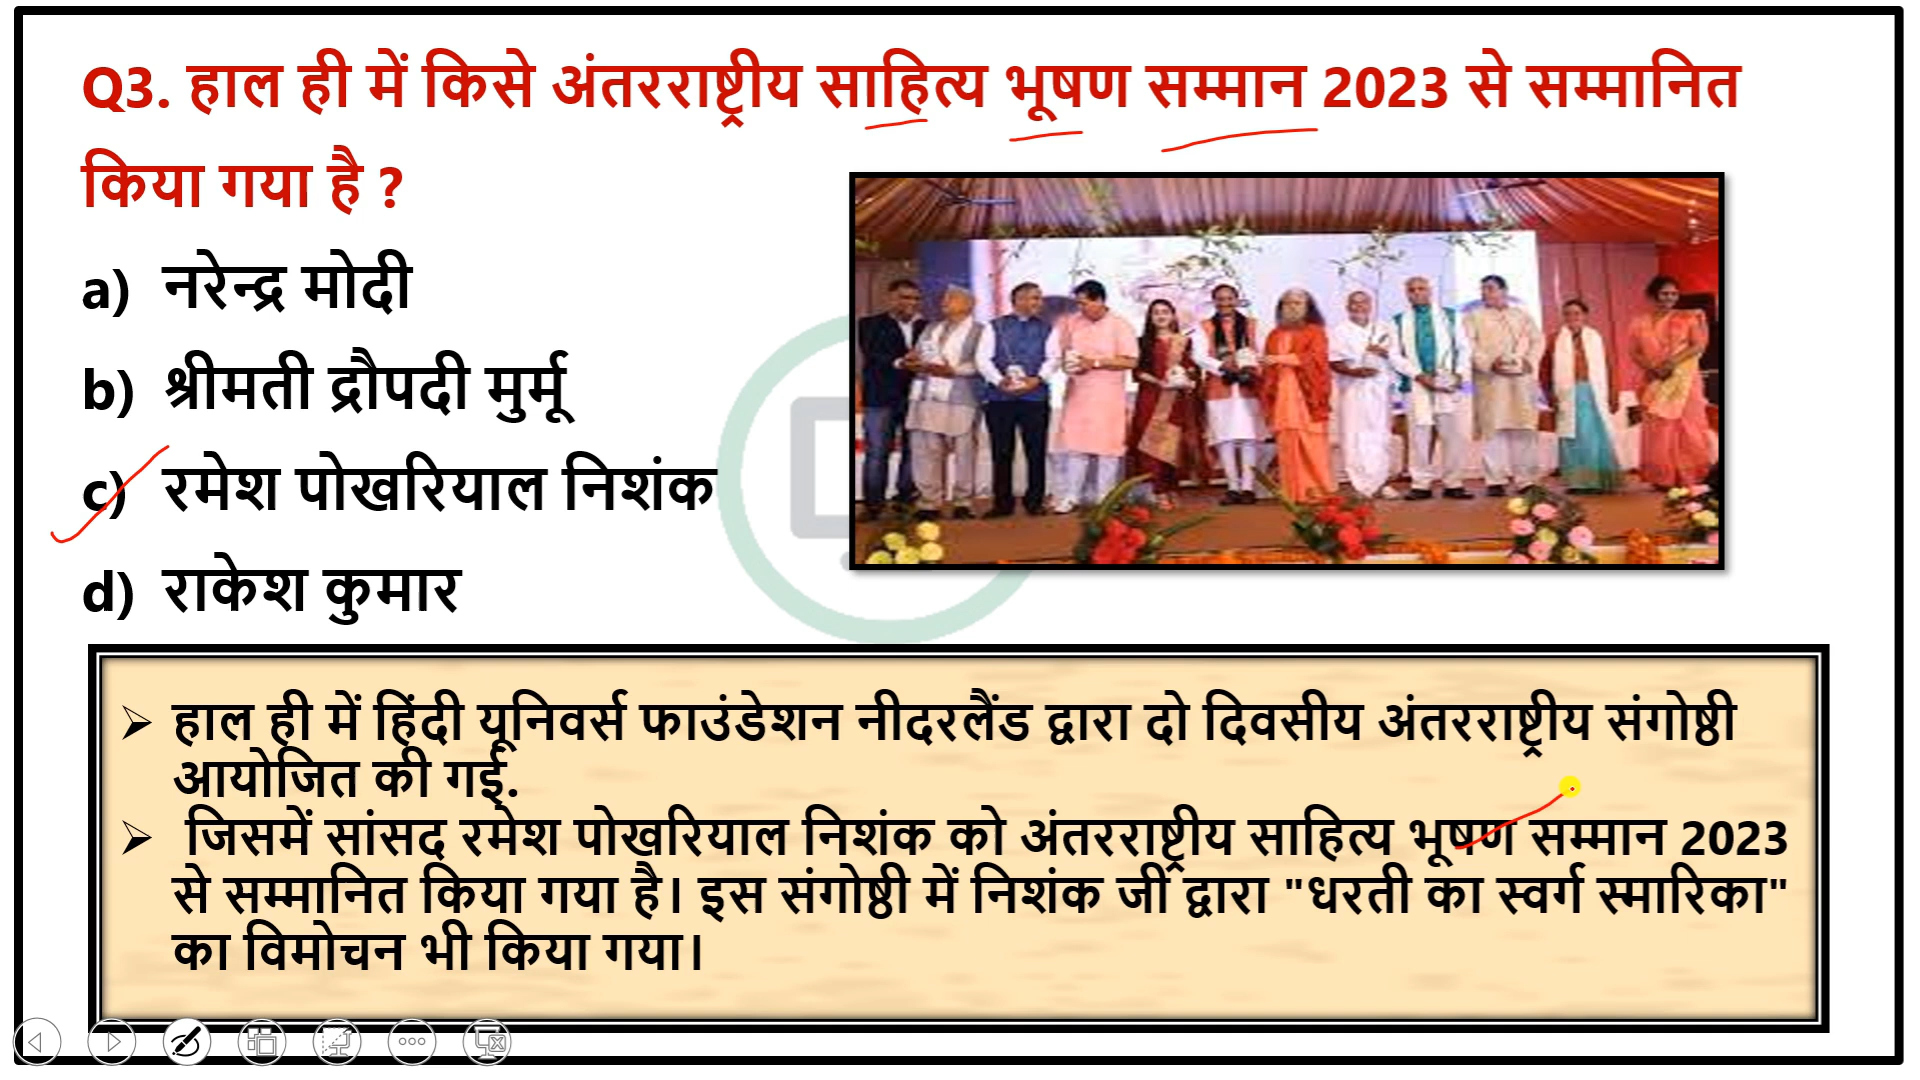 Q3. हाल ही में किसे अंतरराष्ट्रीय साहित्य भूषण सम्मान 2023 से सम्मानित
किया गया है ?
a) नरेन्द्र मोदी
b) श्रीमती द्रौपदी मुर्मू
c) रमेश पोखरियाल निशंक
d) राकेश कुमार
➢ हाल ही में हिंदी यूनिवर्स फाउंडेशन नीदरलैंड द्वारा दो दिवसीय अंतरराष्ट्रीय संगोष्ठी
आयोजित की गई.
➢ जिसमें सांसद रमेश पोखरियाल निशंक को अंतरराष्ट्रीय साहित्य भूषण सम्मान 2023
से सम्मानित किया गया है। इस संगोष्ठी में निशंक जी द्वारा "धरती का स्वर्ग स्मारिका"
का विमोचन भी किया गया।